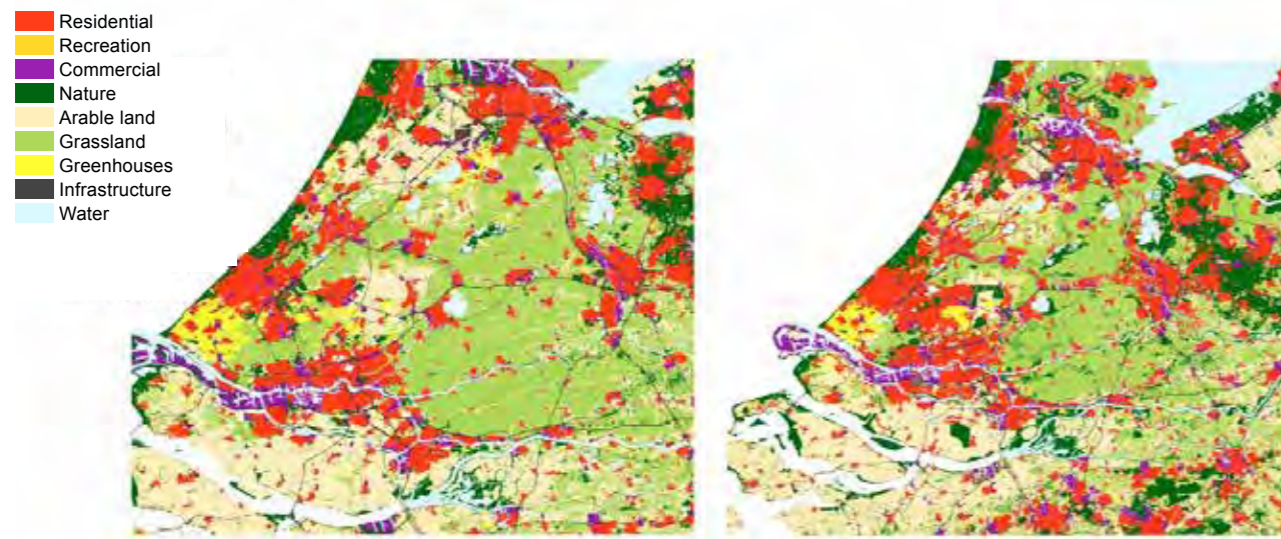 Residential
Recreation
Commercial
Nature
Arable land
Grassland
Greenhouses
Infrastructure
Water